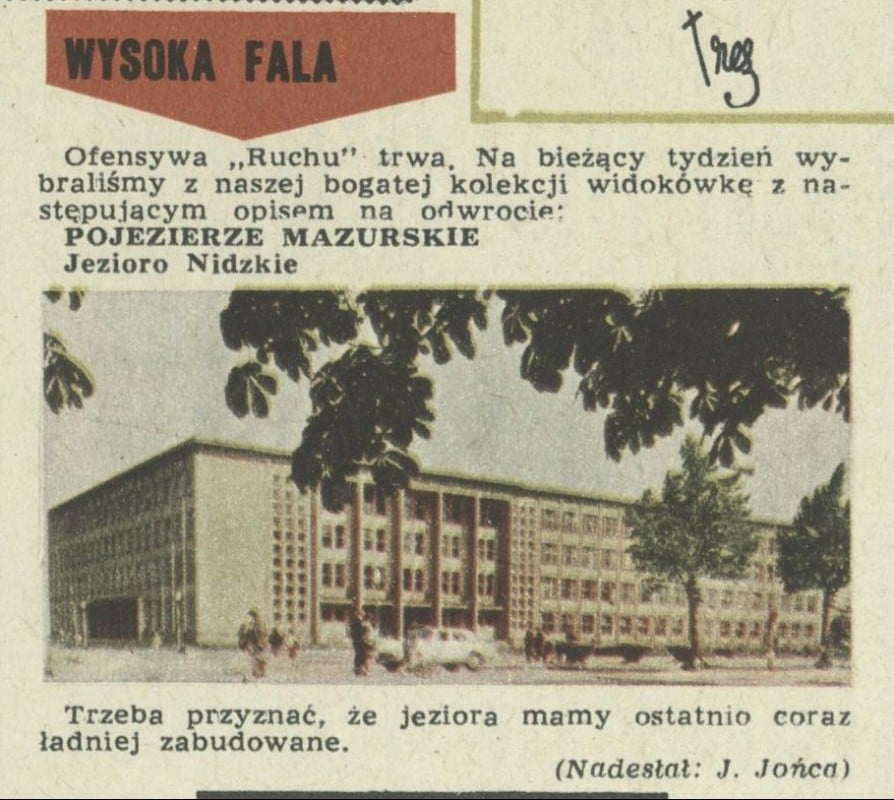 WYSOKA FALA
Trez
Ofensywa „Ruchu" trwa. Na bieżący tydzień wy-
braliśmy z naszej bogatej kolekcji widokówkę z na-
stępującym opisem na odwrocie:
POJEZIERZE MAZURSKIE
Jezioro Nidzkie
Trzeba przyznać, że jeziora mamy ostatnio coraz
ładniej zabudowane.
(Nadesłał: J. Jońca)